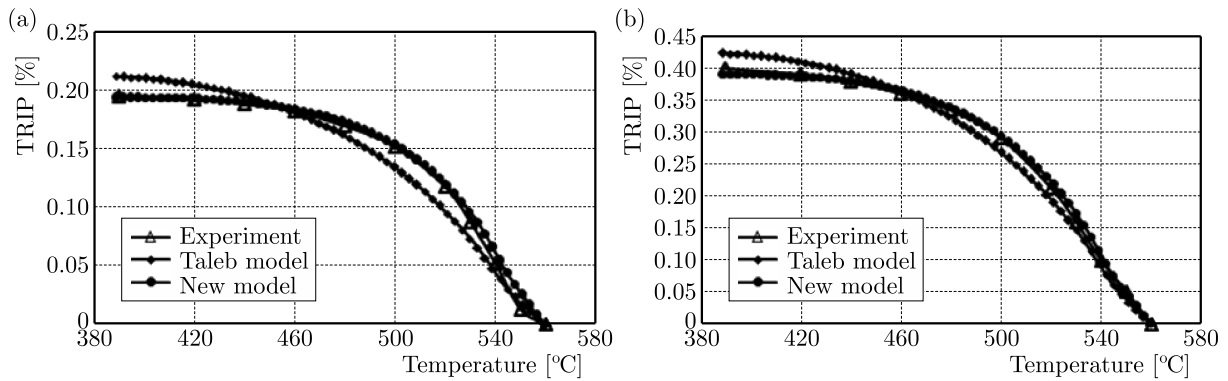 (a)
TRIP [%]
0.25
0.20
0.15
0.10
0.05
0
Experiment
Taleb model
New model
380 420 460 500 540 580
Temperature [°C]
(b)
TRIP [%]
0.45
0.40
0.35
0.30
0.25
0.20
0.15
0.10
0.05
0
Experiment
Taleb model
New model
380 420 460 500 540 580
Temperature [°C]